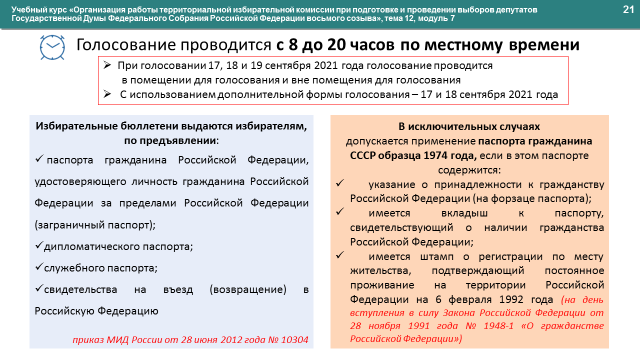 Учебный курс «Организация работы территориальной избирательной комиссии при подготовке и проведении выборов депутатов
Государственной Думы Федерального Собрания Российской Федерации восьмого созыва», тема 12, модуль 7
21
Голосование проводится с 8 до 20 часов по местному времени
При голосовании 17, 18 и 19 сентября 2021 года голосование проводится
в помещении для голосования и вне помещения для голосования
С использованием дополнительной формы голосования – 17 и 18 сентября 2021 года
Избирательные бюллетени выдаются избирателям,
по предъявлении:
✓ паспорта гражданина Российской Федерации,
удостоверяющего личность гражданина Российской
Федерации за пределами Российской Федерации
(заграничный паспорт);
✓дипломатического паспорта;
✓служебного паспорта;
✓свидетельства на въезд (возвращение) в
Российскую Федерацию
приказ МИД России от 28 июня 2012 года № 10304
В исключительных случаях
допускается применение паспорта гражданина
СССР образца 1974 года, если в этом паспорте
содержится:
✓ указание о принадлежности к гражданству
Российской Федерации (на форзаце паспорта);
✓ имеется вкладыш к паспорту,
свидетельствующий о наличии гражданства
Российской Федерации;
✓ имеется штамп о регистрации по месту
жительства, подтверждающий постоянное
проживание на территории Российской
Федерации на 6 февраля 1992 года (на день
вступления в силу Закона Российской Федерации от
28 ноября 1991 года № 1948-1 «О гражданстве
Российской Федерации»)